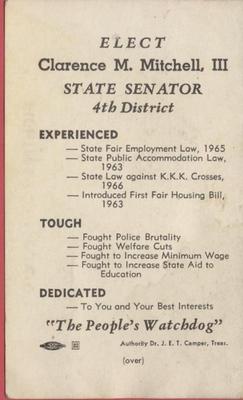 ELECT
Clarence M. Mitchell, III
STATE SENATOR
4th District
EXPERIENCED
— State Fair Employment Law, 1965
— State Public Accommodation Law,
1963
— State Law against K.K.K. Crosses,
1966
— Introduced First Fair Housing Bill,
1963
TOUGH
— Fought Police Brutality
— Fought Welfare Cuts
— Fought to Increase Minimum Wage
— Fought to Increase State Aid to
Education
DEDICATED
— To You and Your Best Interests
"The People's Watchdog"
Authority Dr. J. E. T. Camper, Treas.
(over)